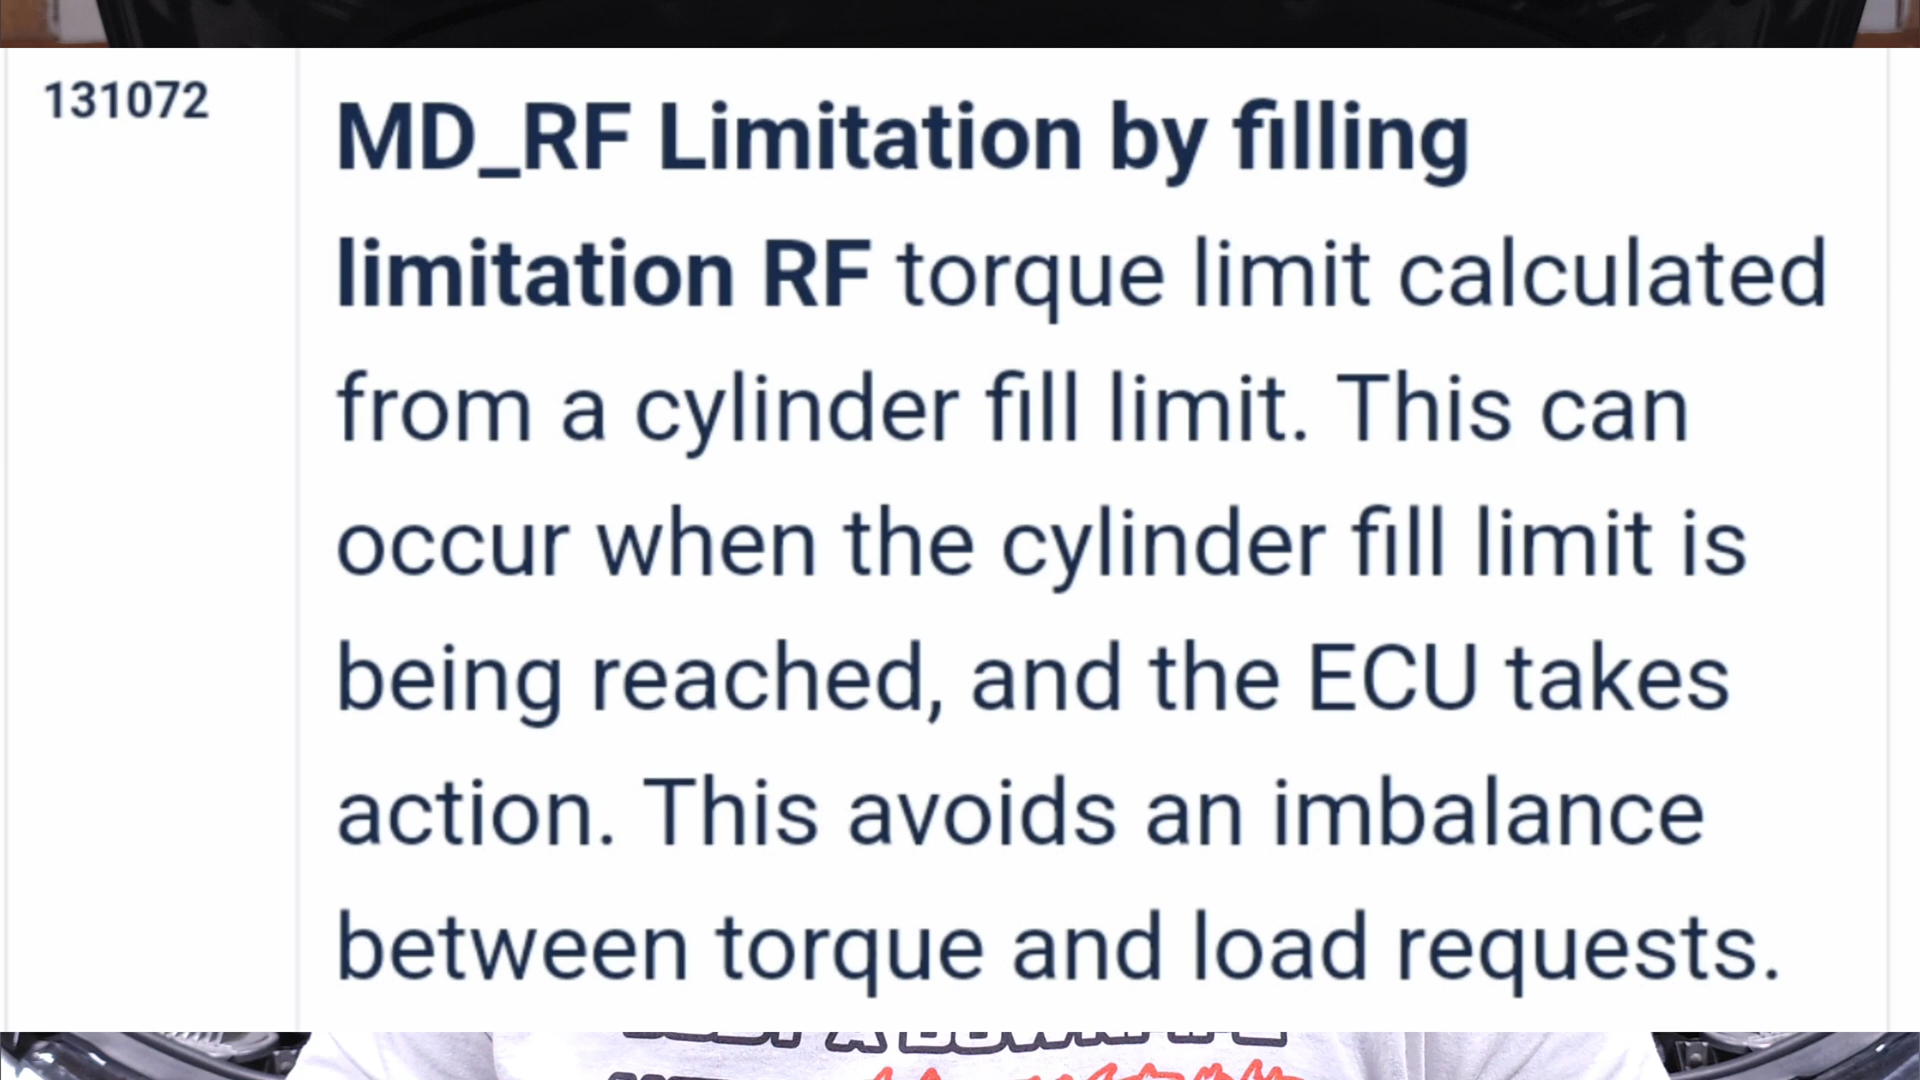 131072
MD_RF Limitation by filling
limitation RF torque limit calculated
from a cylinder fill limit. This can
occur when the cylinder fill limit is
being reached, and the ECU takes
action. This avoids an imbalance
between torque and load requests.